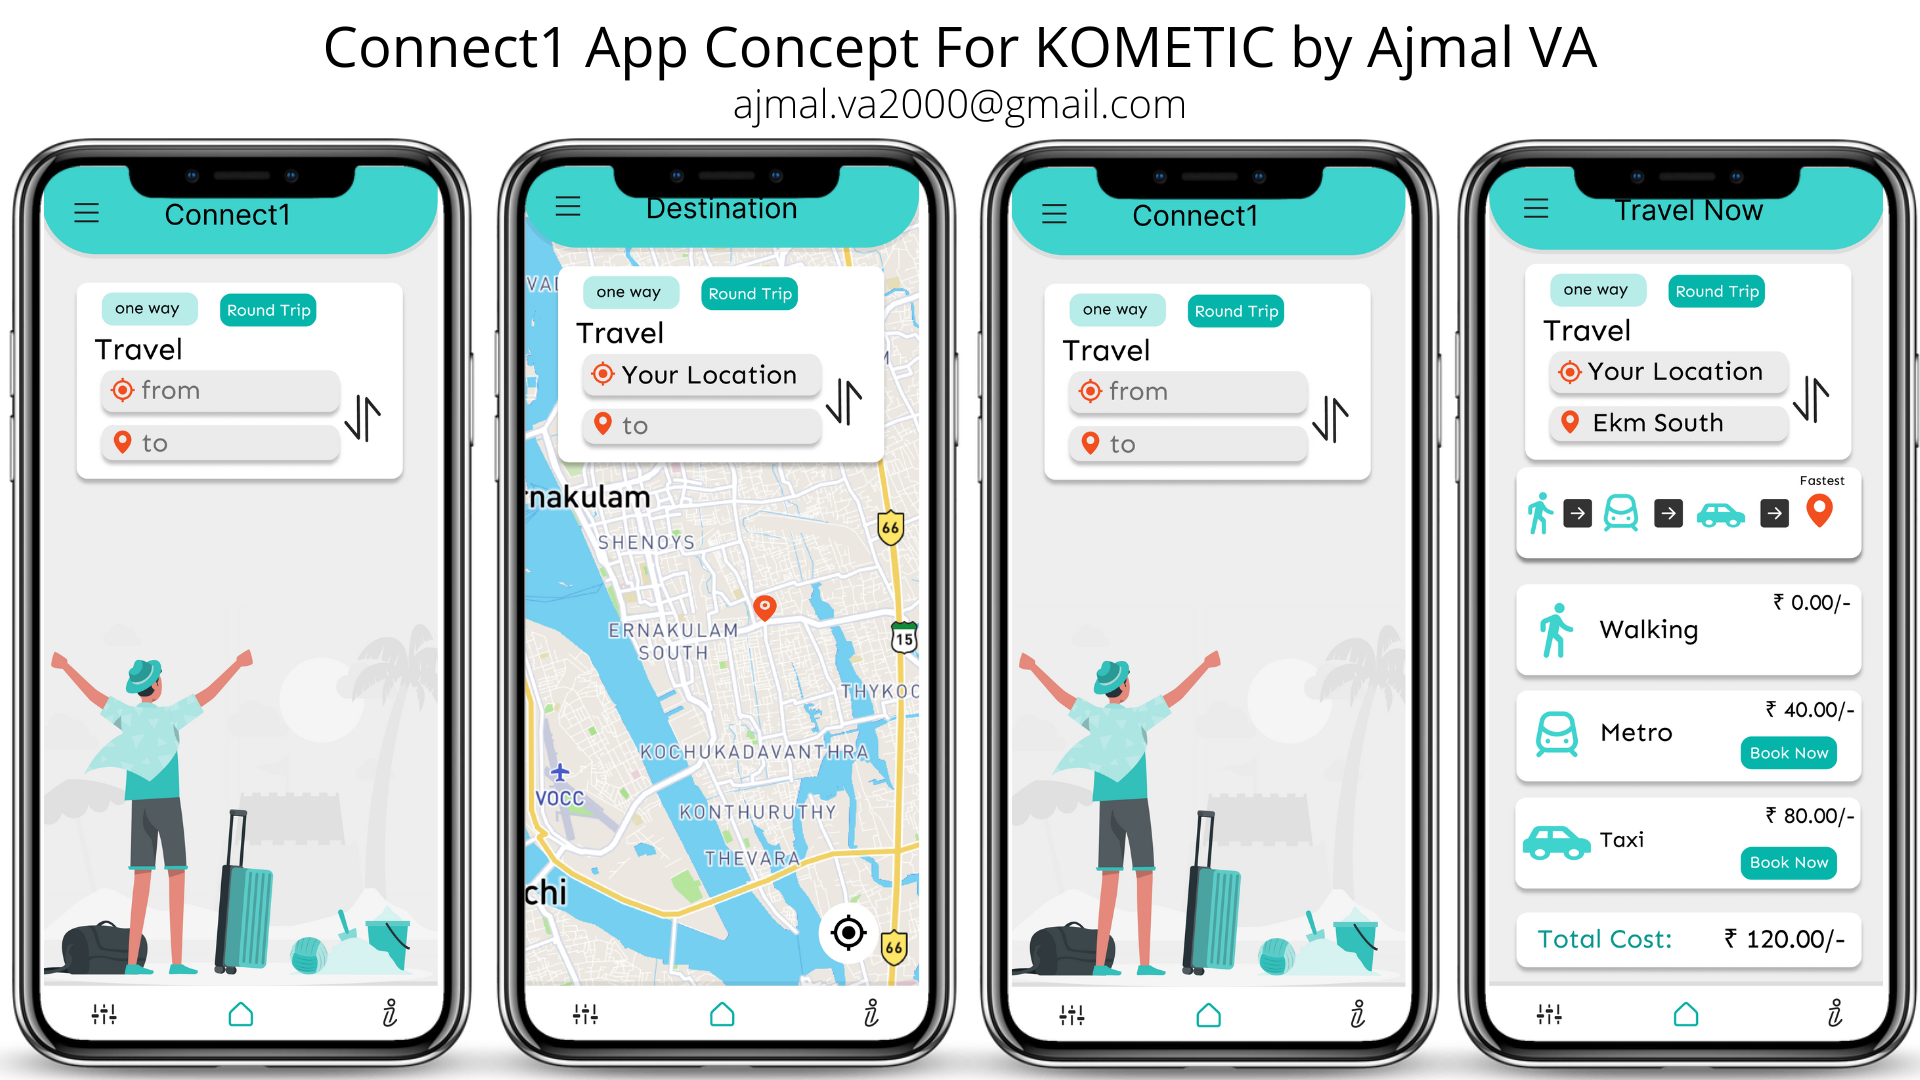 Connect1 App Concept For KOMETIC by Ajmal VA
ajmal.va2000@gmail.com
Connect1
one way
Round Trip
Travel
from
to
Destination
one way
Round Trip
Travel
Your Location
to
rnakulam
66
SHENOYS
ERNAKULAM
SOUTH
15
THYKOO
KOCHUKADAVANTHRA
VOCC
KONTHURUTHY
THEVARA
chi
66
Connect1
one way
Round Trip
Travel
from
to
Travel Now
one way
Round Trip
Travel
Your Location
Ekm South
Fastest
₹ 0.00/-
Walking
₹ 40.00/-
Metro
Book Now
₹ 80.00/-
Taxi
Book Now
Total Cost: ₹ 120.00/-